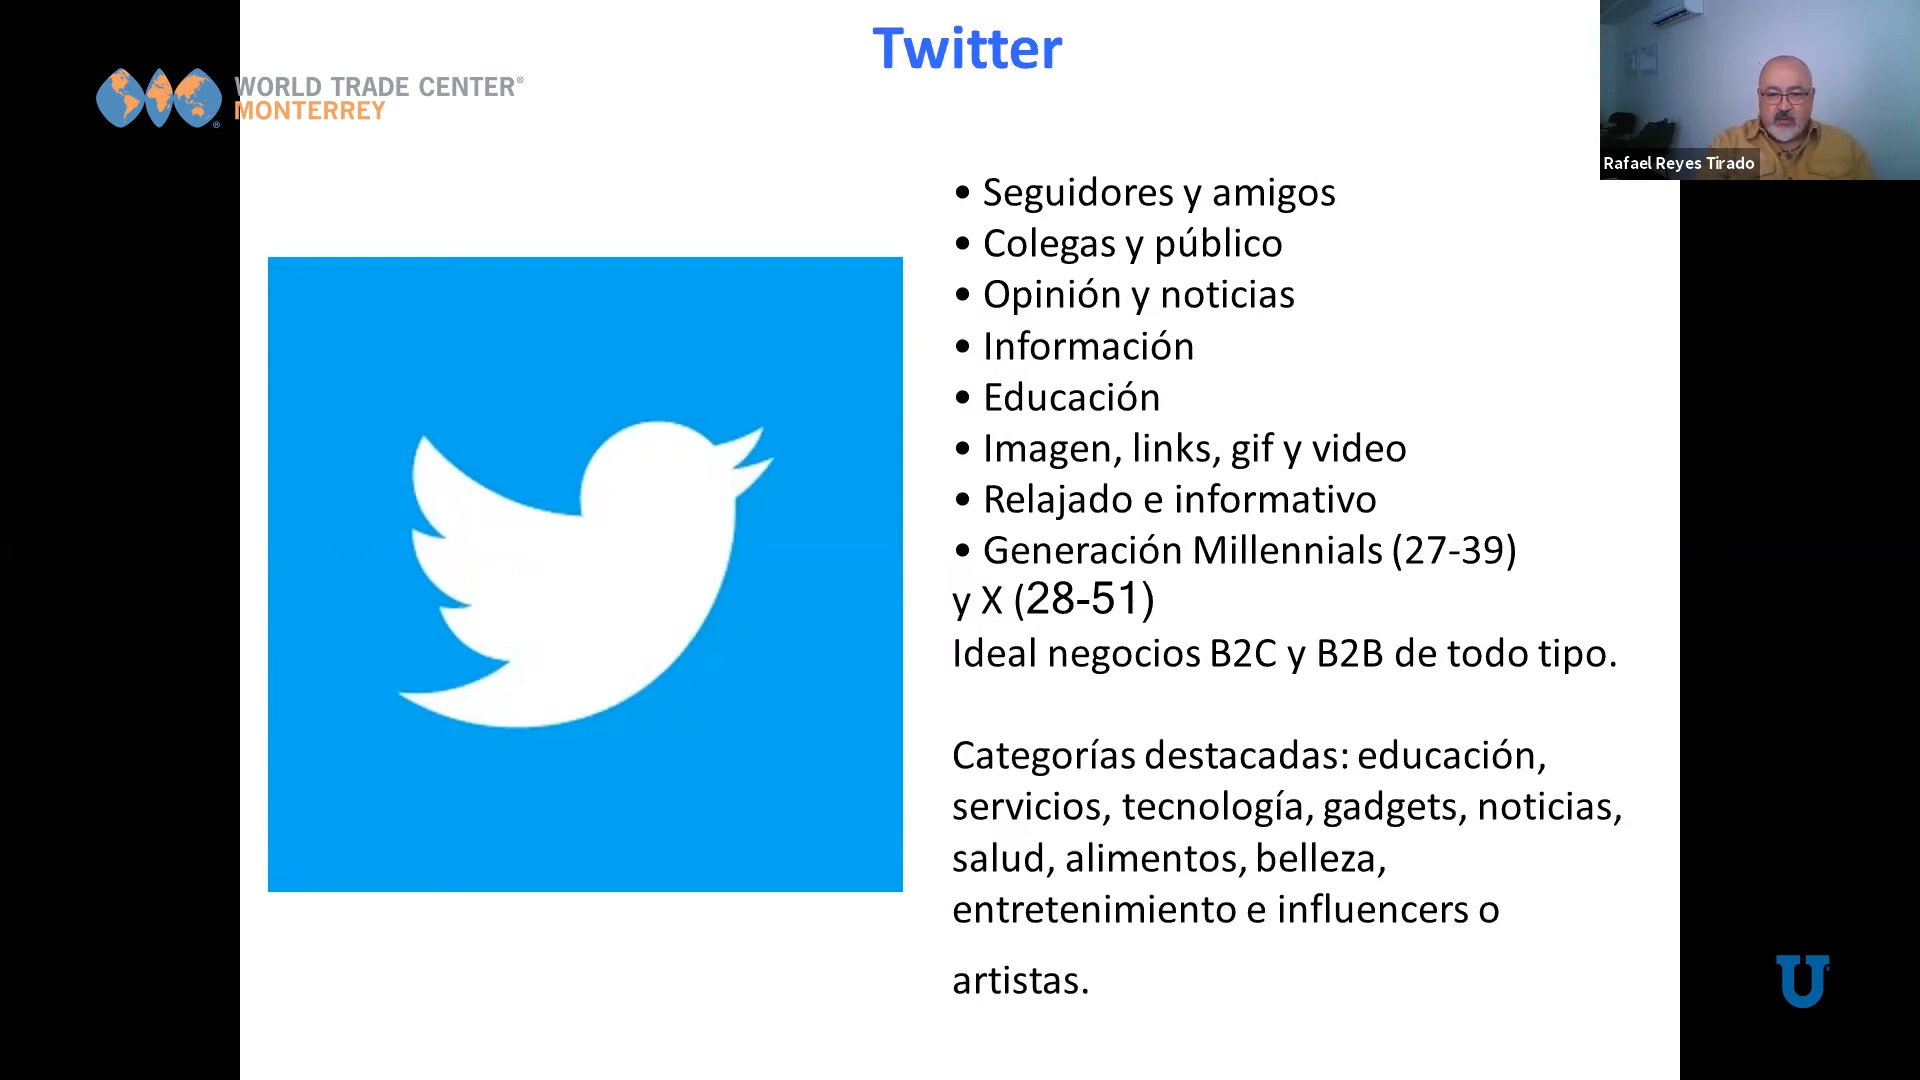 Twitter
WORLD TRADE CENTER®
MONTERREY
Rafael Reyes Tirado
• Seguidores y amigos
• Colegas y público
• Opinión y noticias
• Información
• Educación
• Imagen, links, gif y video
• Relajado e informativo
• Generación Millennials (27-39)
y X (28-51)
Ideal negocios B2C y B2B de todo tipo.
Categorías destacadas: educación,
servicios, tecnología, gadgets, noticias,
salud, alimentos, belleza,
entretenimiento e influencers o
artistas.
U